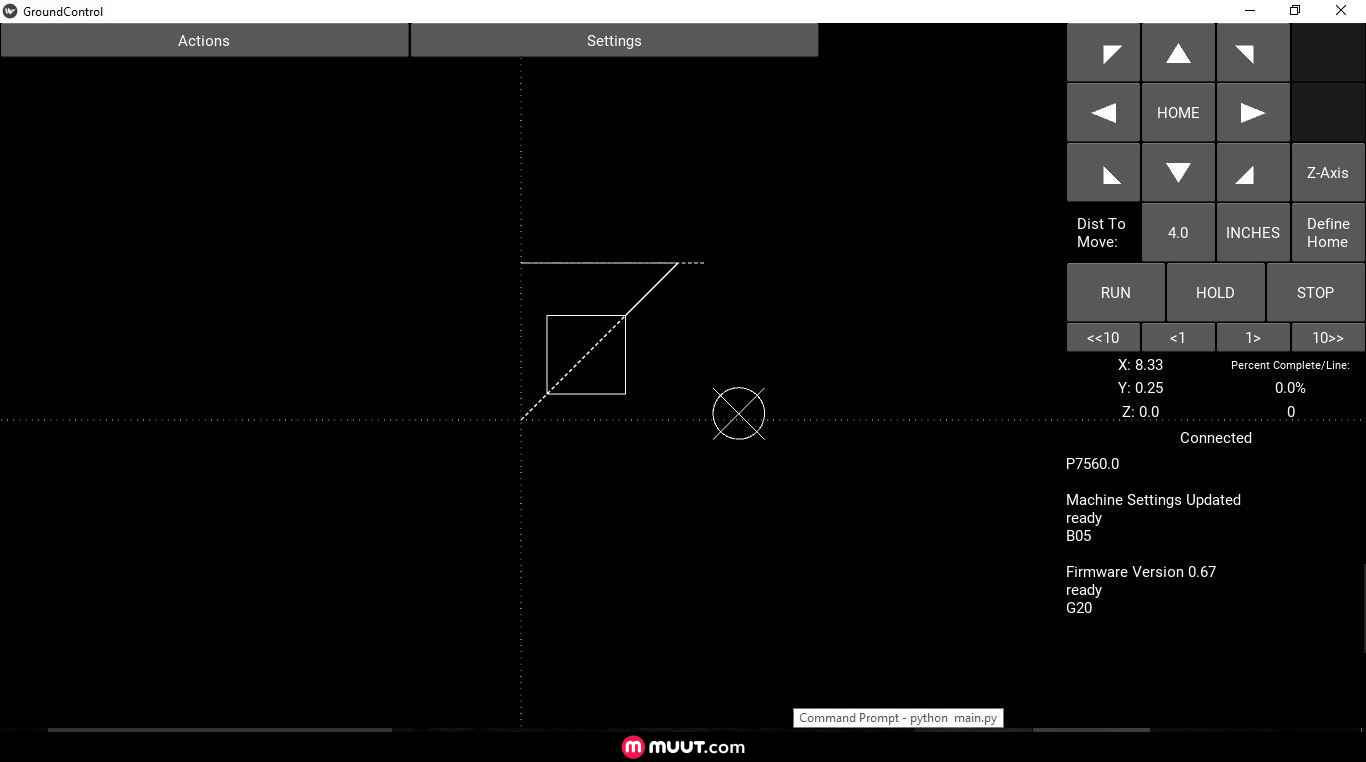 GroundControl
Actions
Settings
HOME
Z-Axis
Dist To
Move:
4.0
INCHES
Define
Home
RUN
HOLD
STOP
<<10
<1
1>
10>>
X: 8.33
Percent Complete/Line:
Y: 0.25
0.0%
Z: 0.0
0
Connected
P7560.0
Machine Settings Updated
ready
B05
Firmware Version 0.67
ready
G20
Command Prompt - python  main.py
m muut.com